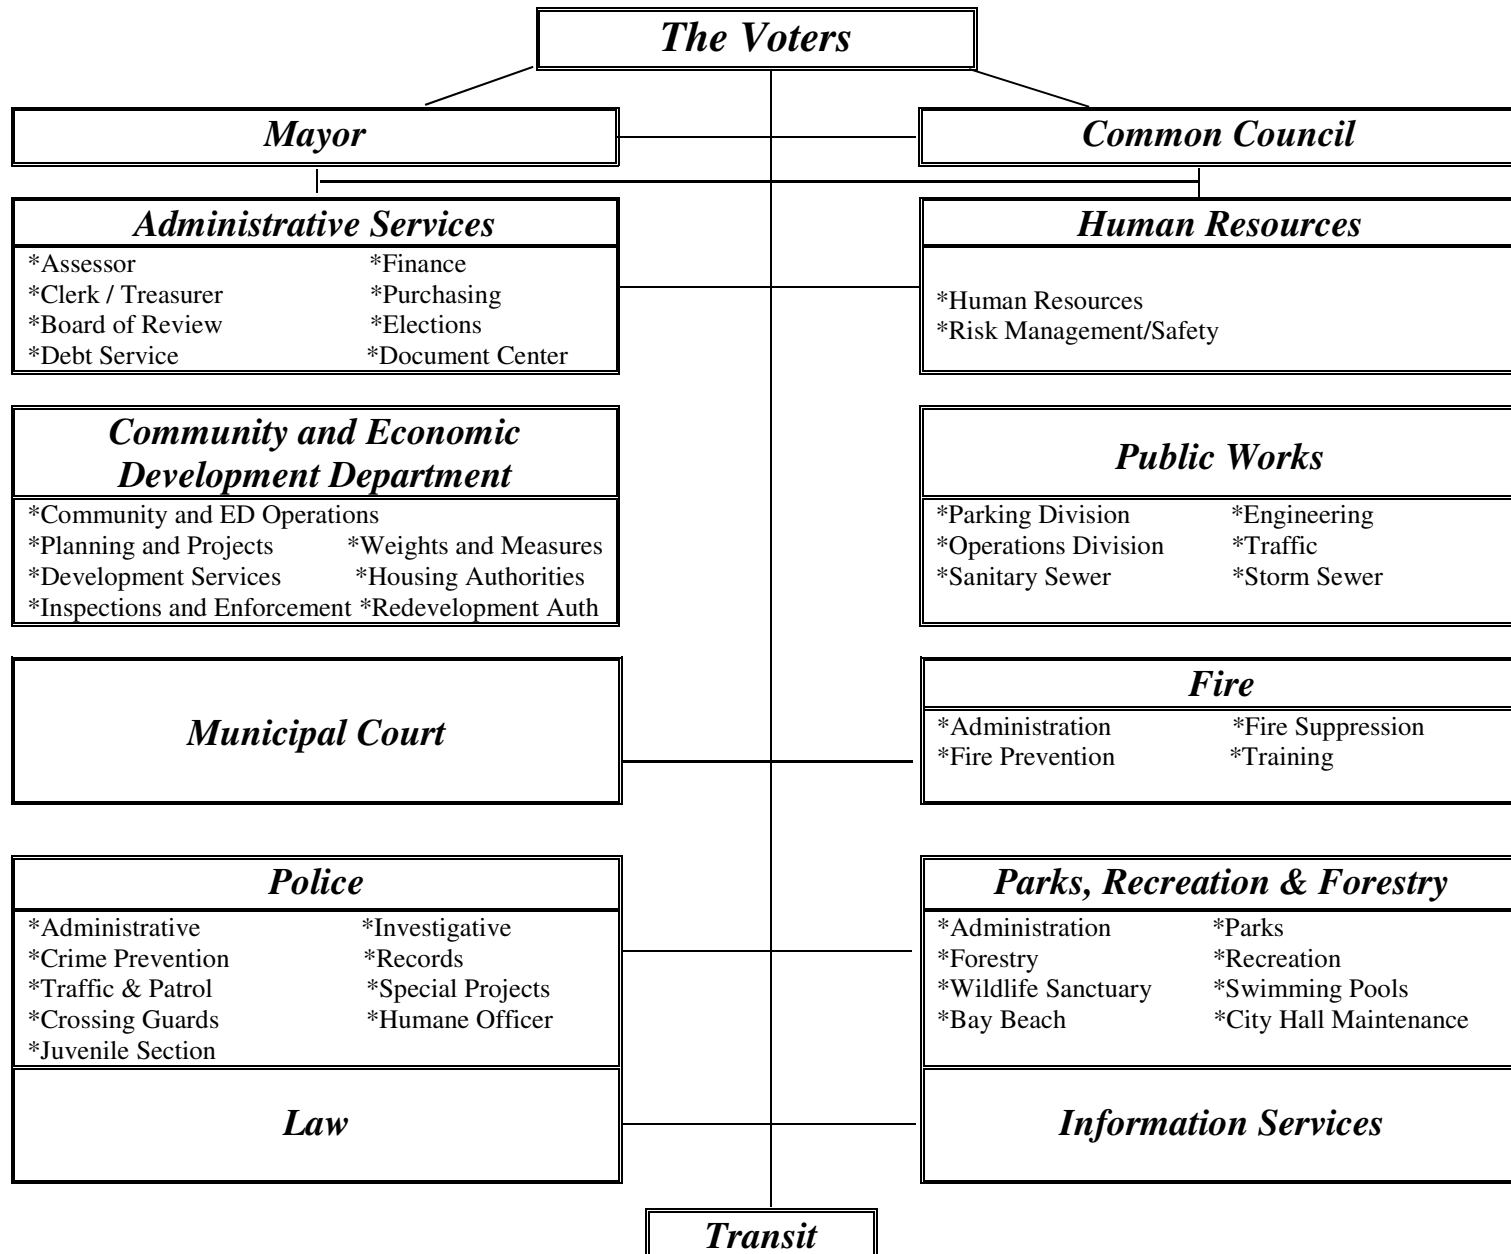 The Voters
Mayor
Common Council
Administrative Services
*Assessor *Finance
*Clerk / Treasurer *Purchasing
*Board of Review *Elections
*Debt Service *Document Center
Human Resources
*Human Resources
*Risk Management/Safety
Community and Economic
Development Department
*Community and ED Operations
*Planning and Projects *Weights and Measures
*Development Services *Housing Authorities
*Inspections and Enforcement *Redevelopment Auth
Public Works
*Parking Division *Engineering
*Operations Division *Traffic
*Sanitary Sewer *Storm Sewer
Municipal Court
Fire
*Administration *Fire Suppression
*Fire Prevention *Training
Police
*Administrative *Investigative
*Crime Prevention *Records
*Traffic & Patrol *Special Projects
*Crossing Guards *Humane Officer
*Juvenile Section
Parks, Recreation & Forestry
*Administration *Parks
*Forestry *Recreation
*Wildlife Sanctuary *Swimming Pools
*Bay Beach *City Hall Maintenance
Law
Information Services
Transit